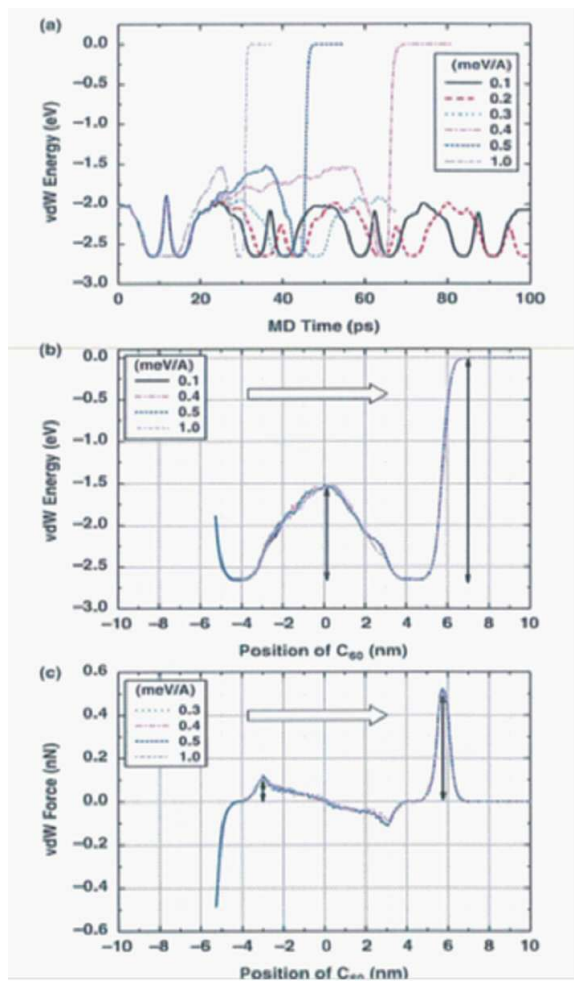 (a)
0.0
−0.5
−1.0
−1.5
−2.0
−2.5
−3.0
vdW Energy (eV)
(meV/A)
0.1
0.2
0.3
0.4
0.5
1.0
0 20 40 60 80 100
MD Time (ps)
(b)
0.0
−0.5
−1.0
−1.5
−2.0
−2.5
−3.0
vdW Energy (eV)
(meV/A)
0.1
0.4
0.5
1.0
−10 −8 −6 −4 −2 0 2 4 6 8 10
Position of C₆₀ (nm)
(c)
0.6
0.4
0.2
0.0
−0.2
−0.4
−0.6
vdW Force (nN)
(meV/A)
0.3
0.4
0.5
1.0
−10 −8 −6 −4 −2 0 2 4 6 8 10
Position of C₆₀ (nm)